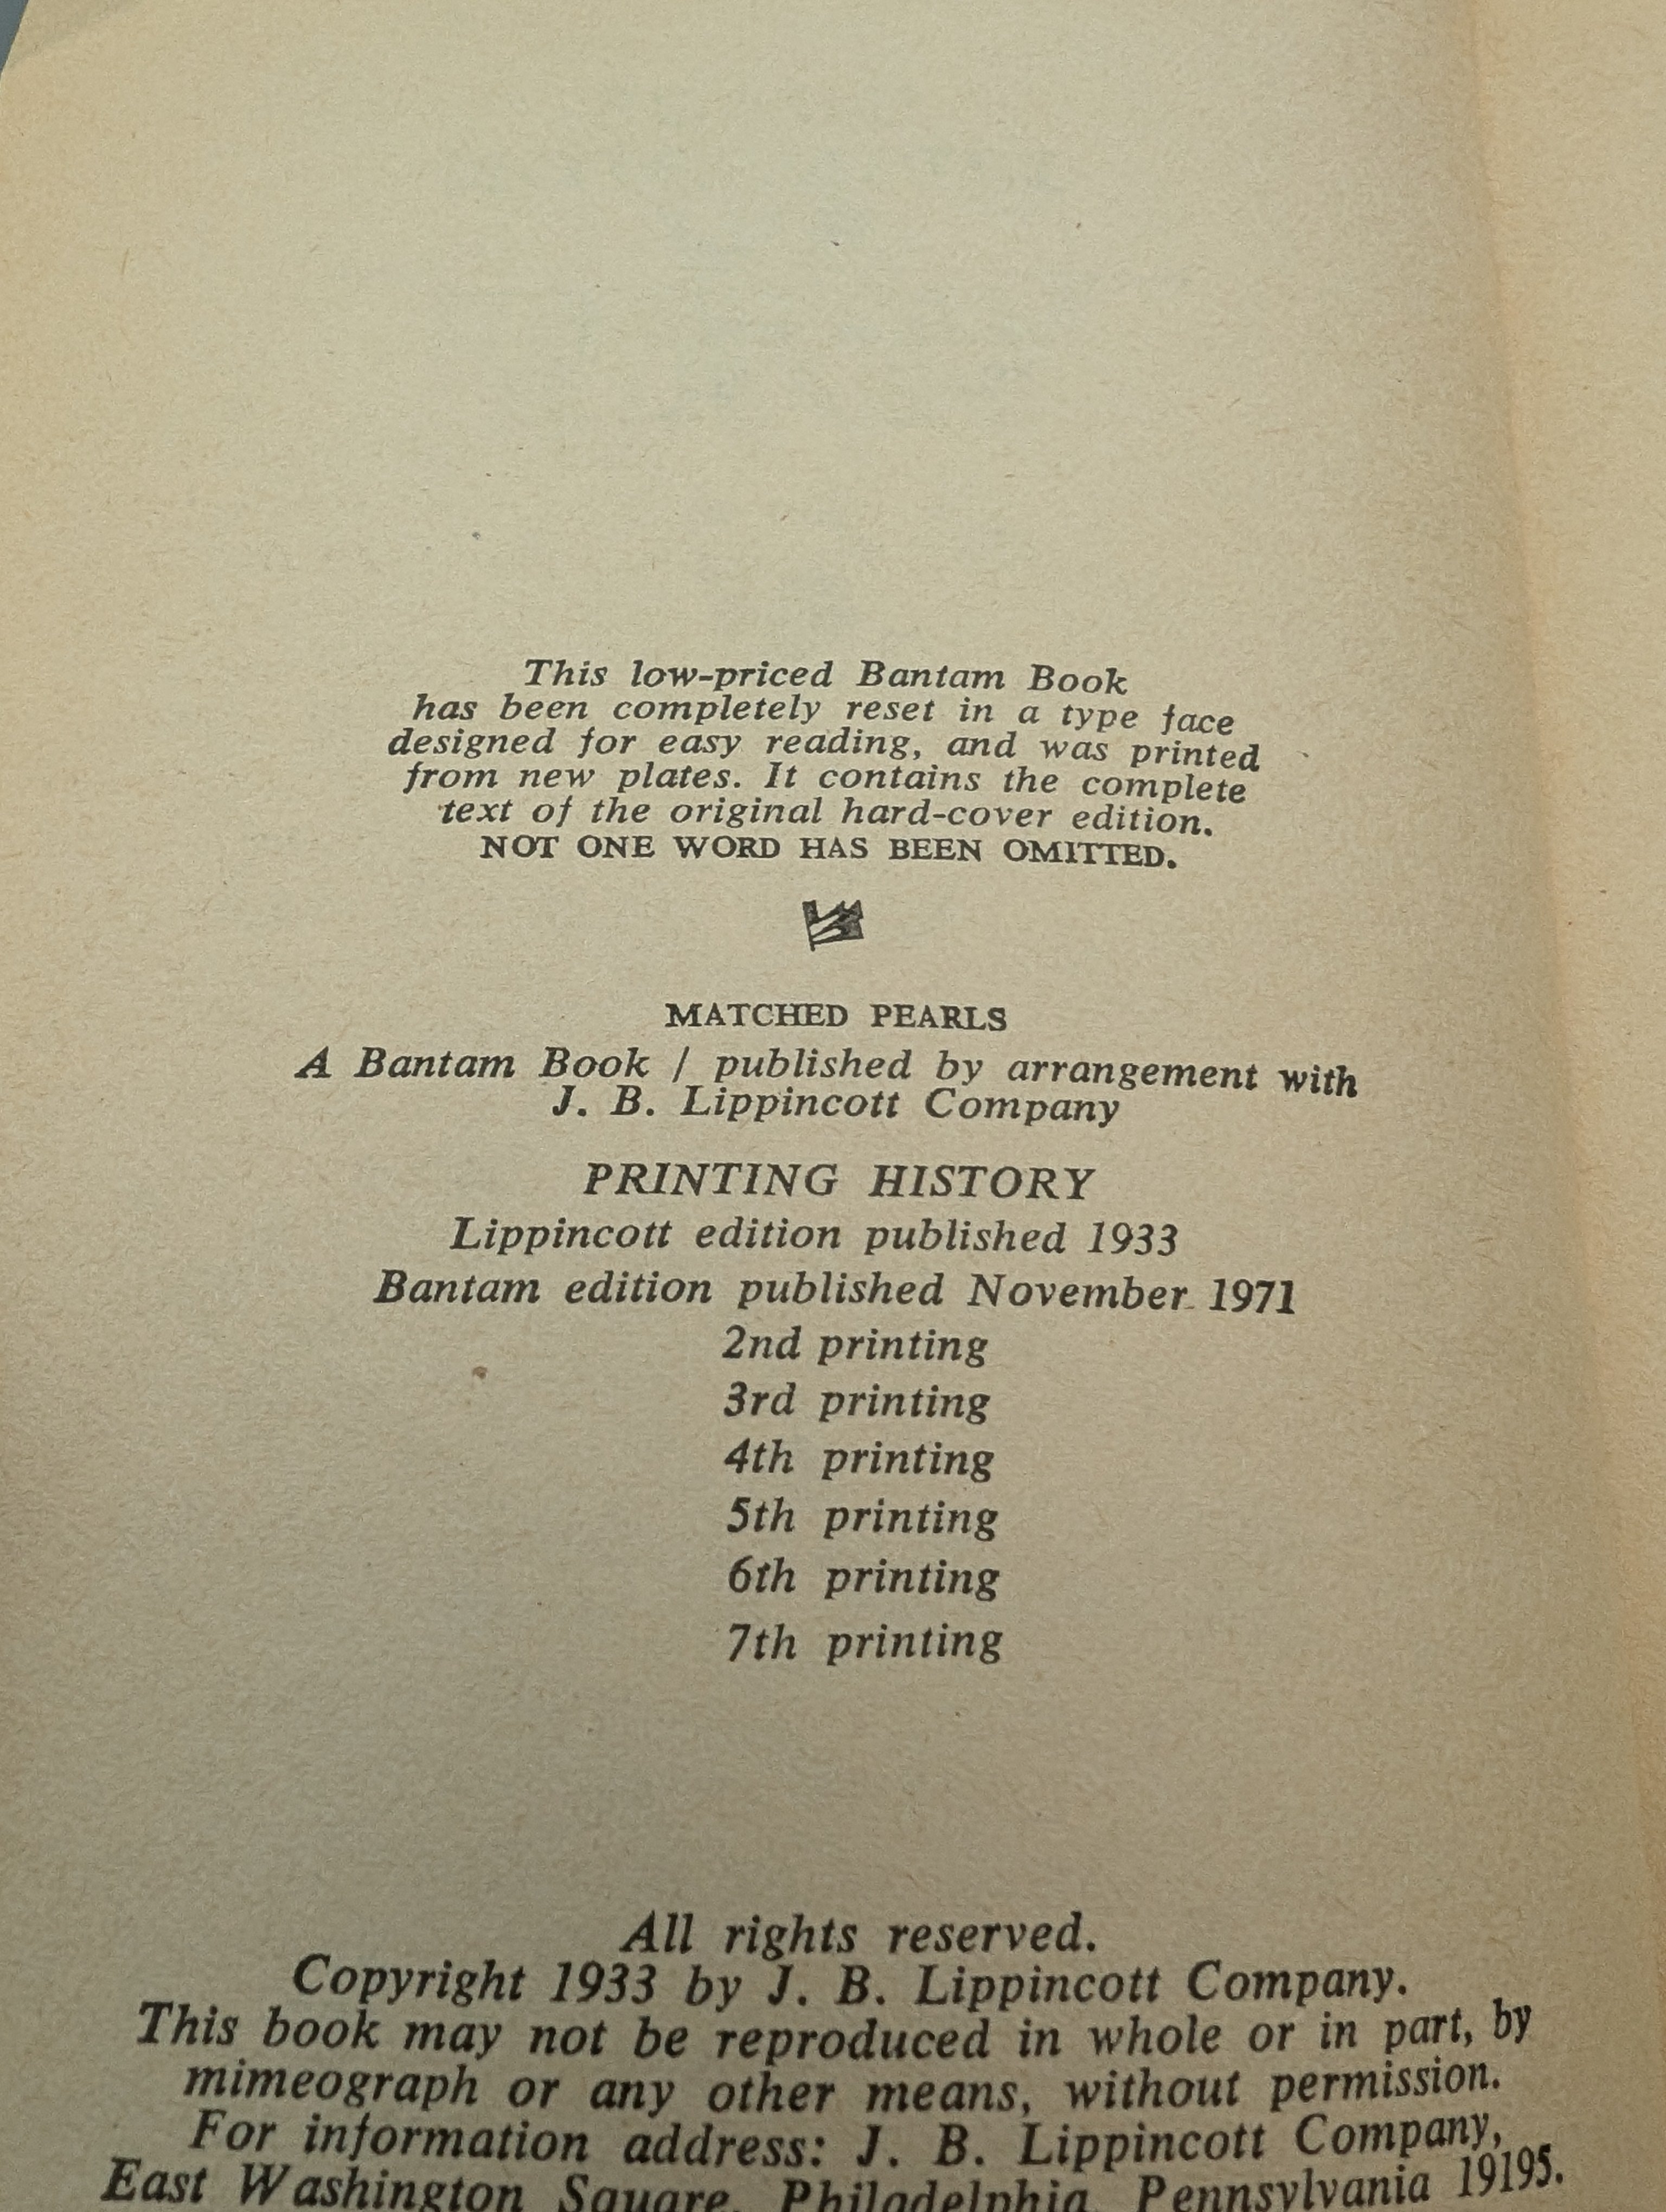 This low-priced Bantam Book
has been completely reset in a type face
designed for easy reading, and was printed
from new plates. It contains the complete
text of the original hard-cover edition.
NOT ONE WORD HAS BEEN OMITTED.
MATCHED PEARLS
A Bantam Book / published by arrangement with
J. B. Lippincott Company
PRINTING HISTORY
Lippincott edition published 1933
Bantam edition published November 1971
2nd printing
3rd printing
4th printing
5th printing
6th printing
7th printing
All rights reserved.
Copyright 1933 by J. B. Lippincott Company.
This book may not be reproduced in whole or in part, by
mimeograph or any other means, without permission.
For information address: J. B. Lippincott Company,
East Washington Square, Philadelphia, Pennsylvania 19195.